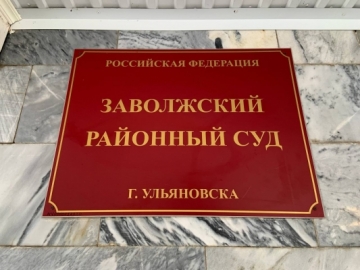 РОССИЙСКАЯ ФЕДЕРАЦИЯ
ЗАВОЛЖСКИЙ
РАЙОННЫЙ СУД
Г. УЛЬЯНОВСКА